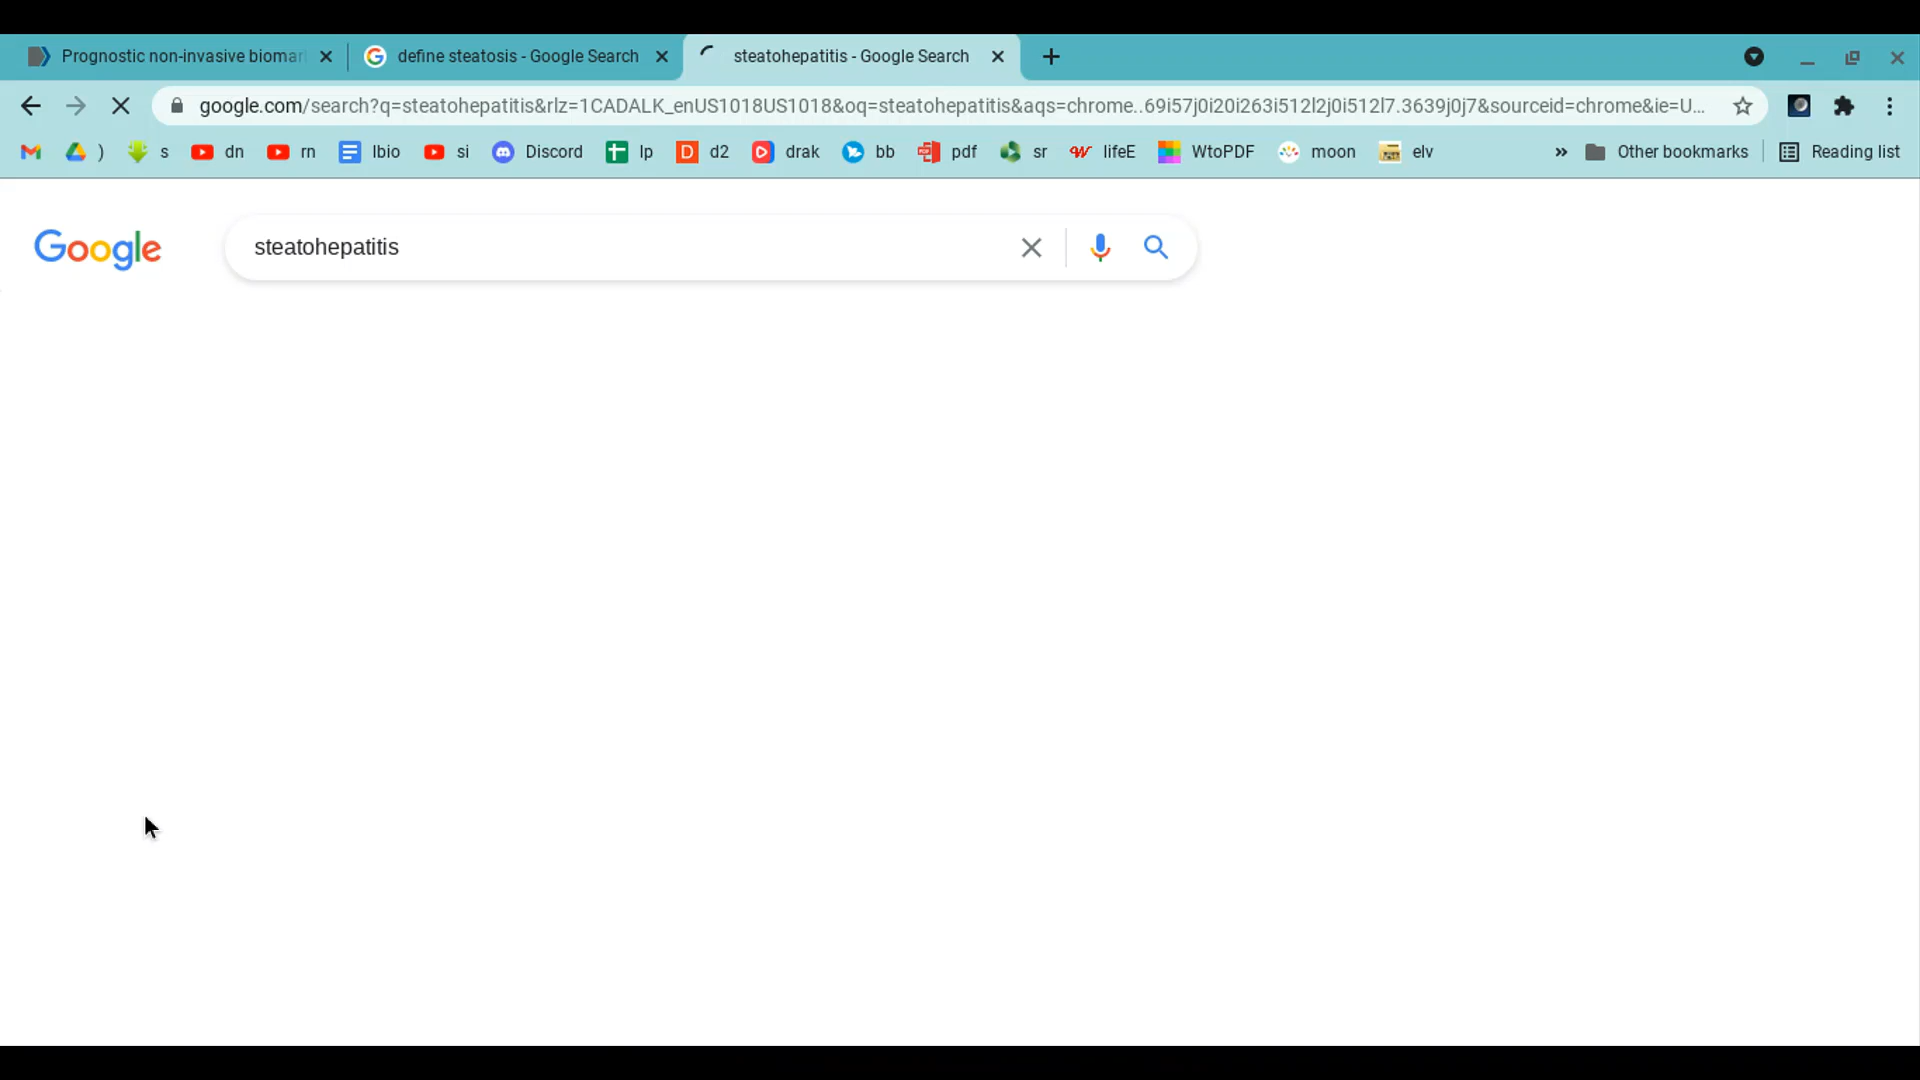 Prognostic non-invasive biomar
define steatosis - Google Search
steatohepatitis - Google Search
google.com/search?q=steatohepatitis&rlz=1CADALK_enUS1018US1018&oq=steatohepatitis&aqs=chrome..69i57j0i20i263i512l2j0i512l7.3639j0j7&sourceid=chrome&ie=U...
) s dn rn lbio si Discord lp d2 drak bb pdf sr lifeE WtoPDF moon elv » Other bookmarks Reading list
Google steatohepatitis